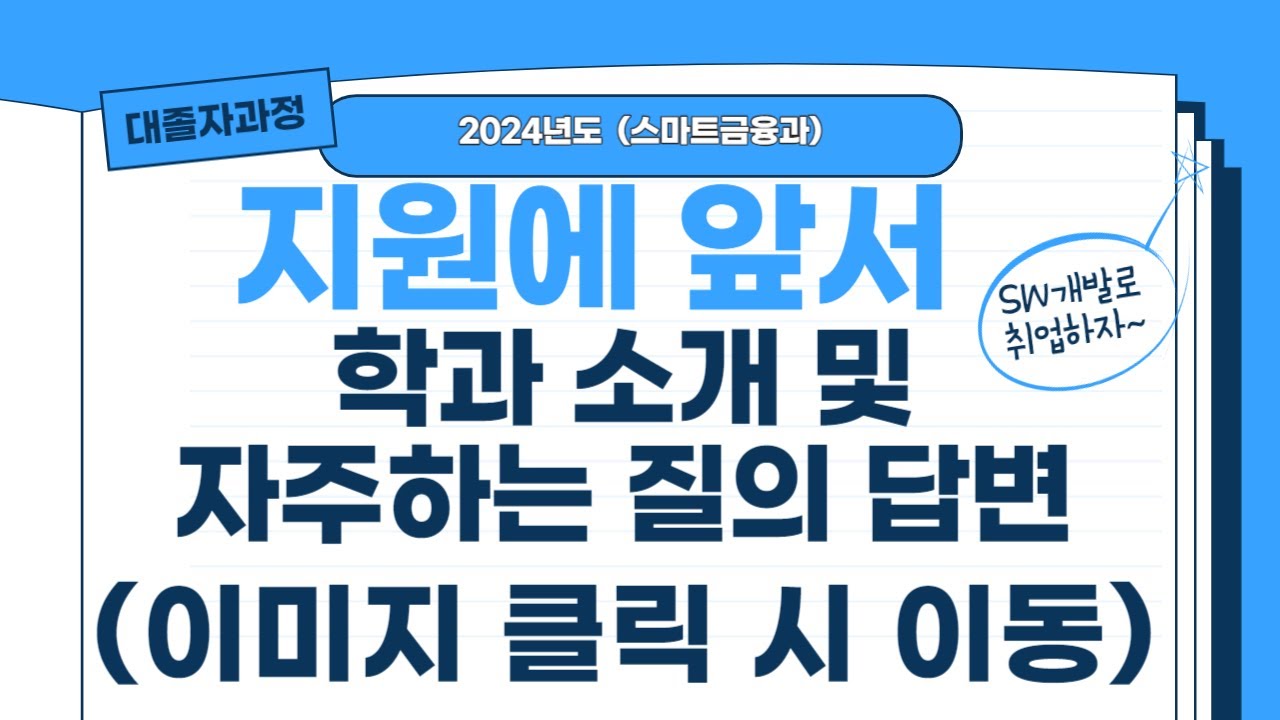 대졸자과정
2024년도 (스마트금융과)
지원에 앞서
학과 소개 및
자주하는 질의 답변
(이미지 클릭 시 이동)
SW개발로
취업하자~